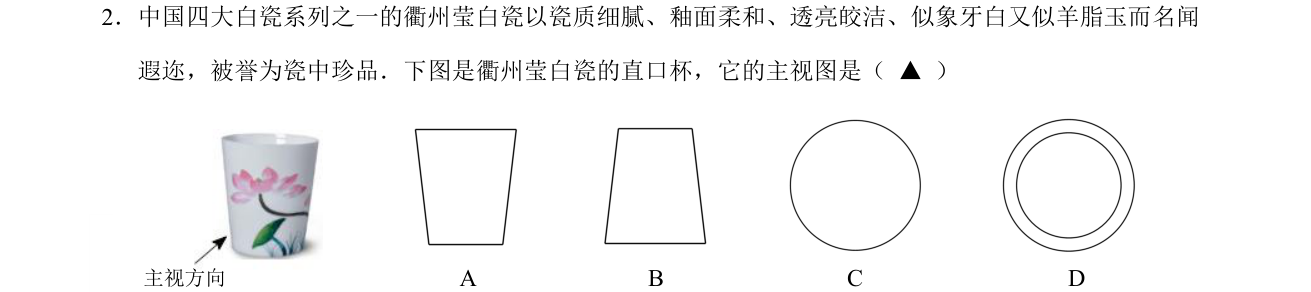 2．中国四大白瓷系列之一的衢州莹白瓷以瓷质细腻、釉面柔和、透亮皎洁、似象牙白又似羊脂玉而名闻
遐迩，被誉为瓷中珍品．下图是衢州莹白瓷的直口杯，它的主视图是（ ▲ ）
主视方向
A
B
C
D